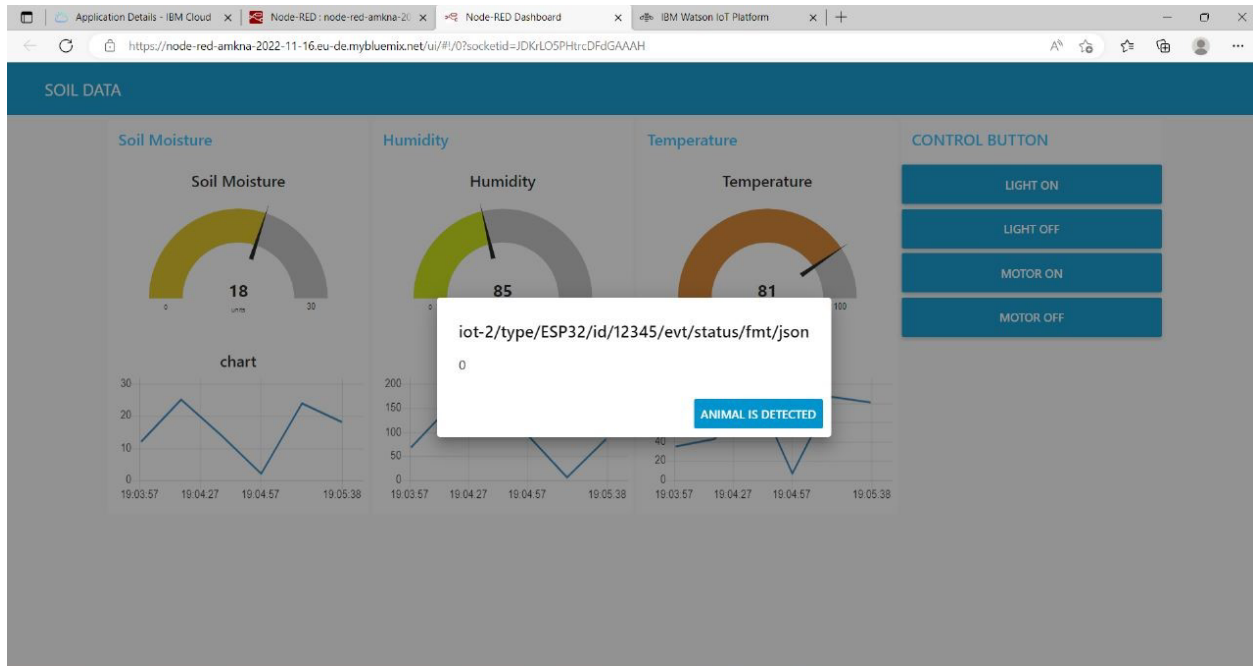 Application Details - IBM Cloud
Node-RED : node-red-amkna-20
Node-RED Dashboard
IBM Watson IoT Platform
https://node-red-amkna-2022-11-16.eu-de.mybluemix.net/ui/#!/0?socketid=JDKrLO5PHtrcDFdGAAAH
SOIL DATA
Soil Moisture
Soil Moisture
18
units
0
30
chart
30
20
10
0
19:03:57 19:04:27 19:04:57 19:05:38
Humidity
Humidity
85
0
200
150
100
50
0
19:03:57 19:04:27 19:04:57 19:05:38
Temperature
Temperature
81
100
40
20
0
19:03:57 19:04:27 19:04:57 19:05:38
CONTROL BUTTON
LIGHT ON
LIGHT OFF
MOTOR ON
MOTOR OFF
iot-2/type/ESP32/id/12345/evt/status/fmt/json
0
ANIMAL IS DETECTED